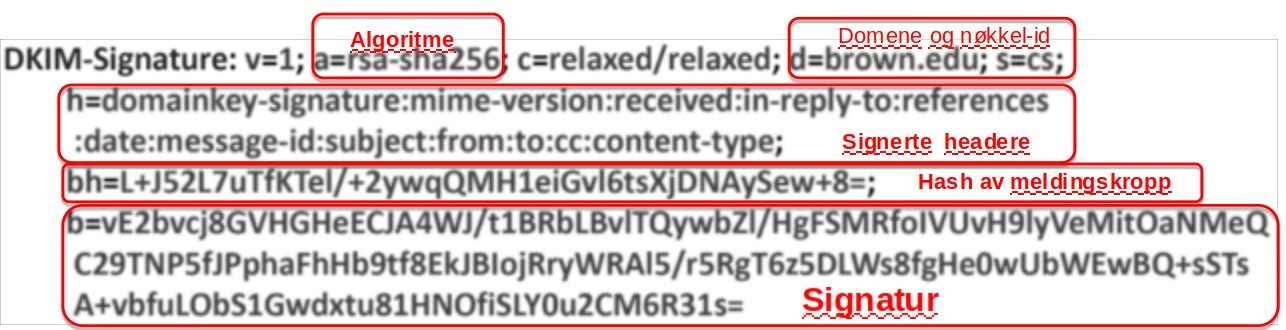 Algoritme
Domene og nøkkel-id
DKIM-Signature: v=1; a=rsa-sha256; c=relaxed/relaxed; d=brown.edu; s=cs;
h=domainkey-signature:mime-version:received:in-reply-to:references
:date:message-id:subject:from:to:cc:content-type; Signerte headere
bh=L+J52L7uTfKTel/+2ywqQMH1eiGvl6tsXjDNAySew+8=; Hash av meldingskropp
b=vE2bvcj8GVHGHeECJA4WJ/t1BRbLBvlTQywbZl/HgFSMRfoIVUvH9lyVeMitOaNMeQ
C29TNP5fJPphaFhHb9tf8EkJBIojRryWRAl5/r5RgT6z5DLWs8fgHe0wUbWEwBQ+sSTs
A+vbfuLObS1Gwdxtu81HNOfiSLY0u2CM6R31s= Signatur